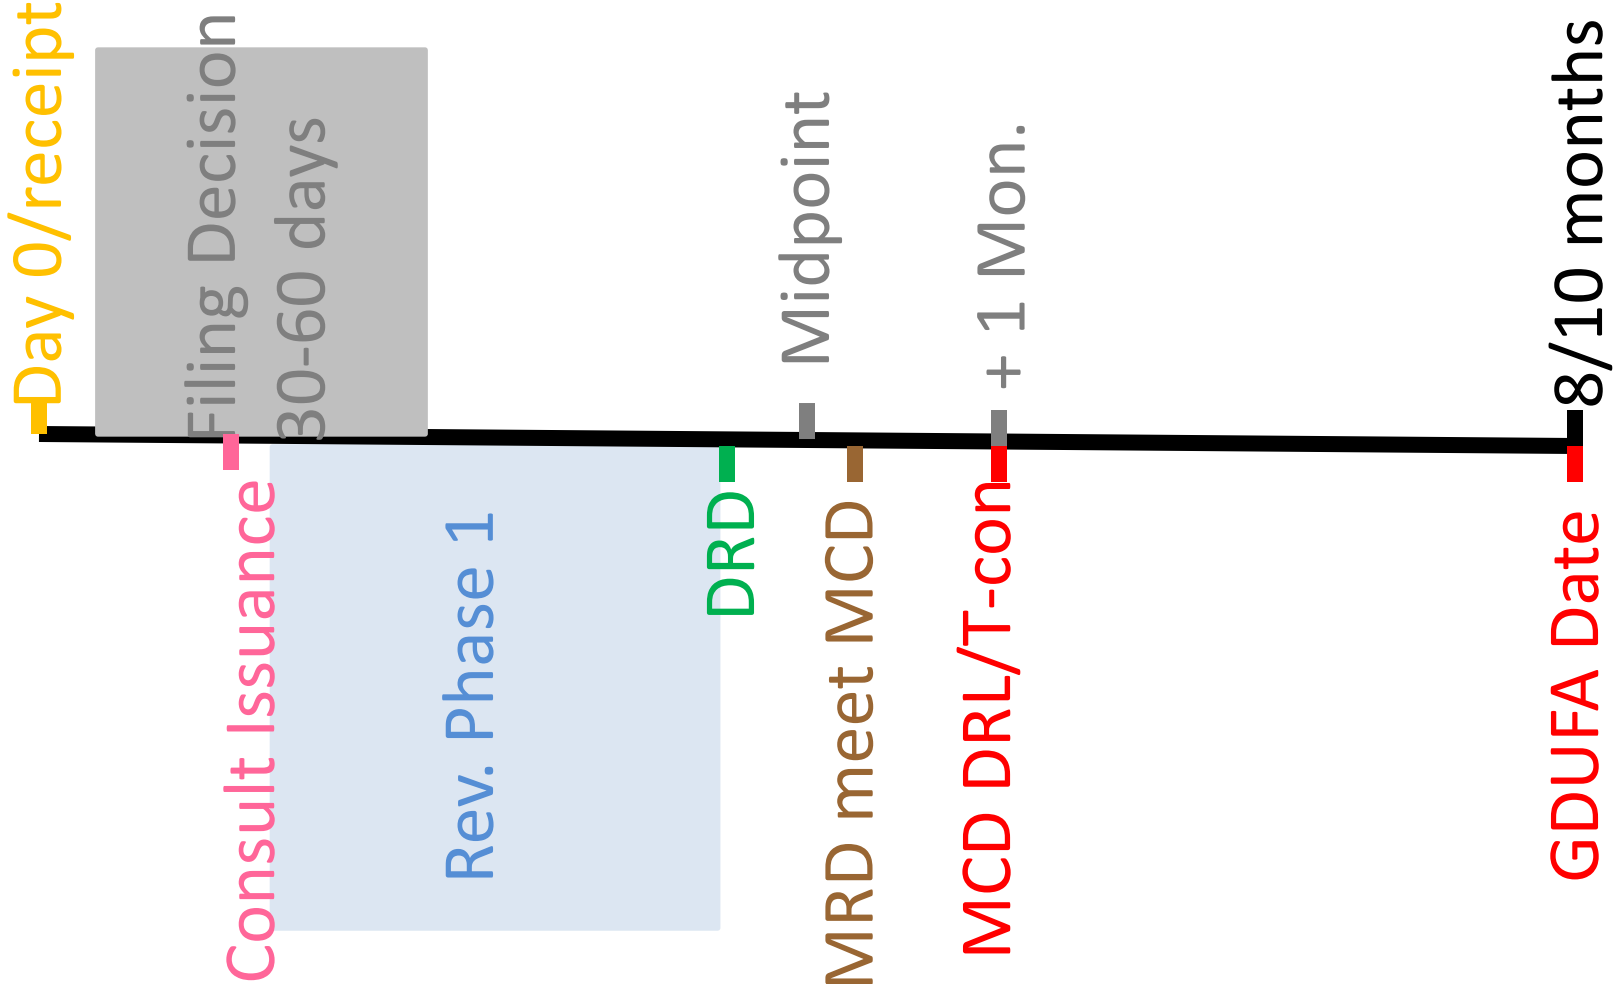 Day 0/receipt
Filing Decision
30-60 days
Midpoint
+ 1 Mon.
8/10 months
Consult Issuance
Rev. Phase 1
DRD
MRD meet MCD
MCD DRL/T-con
GDUFA Date